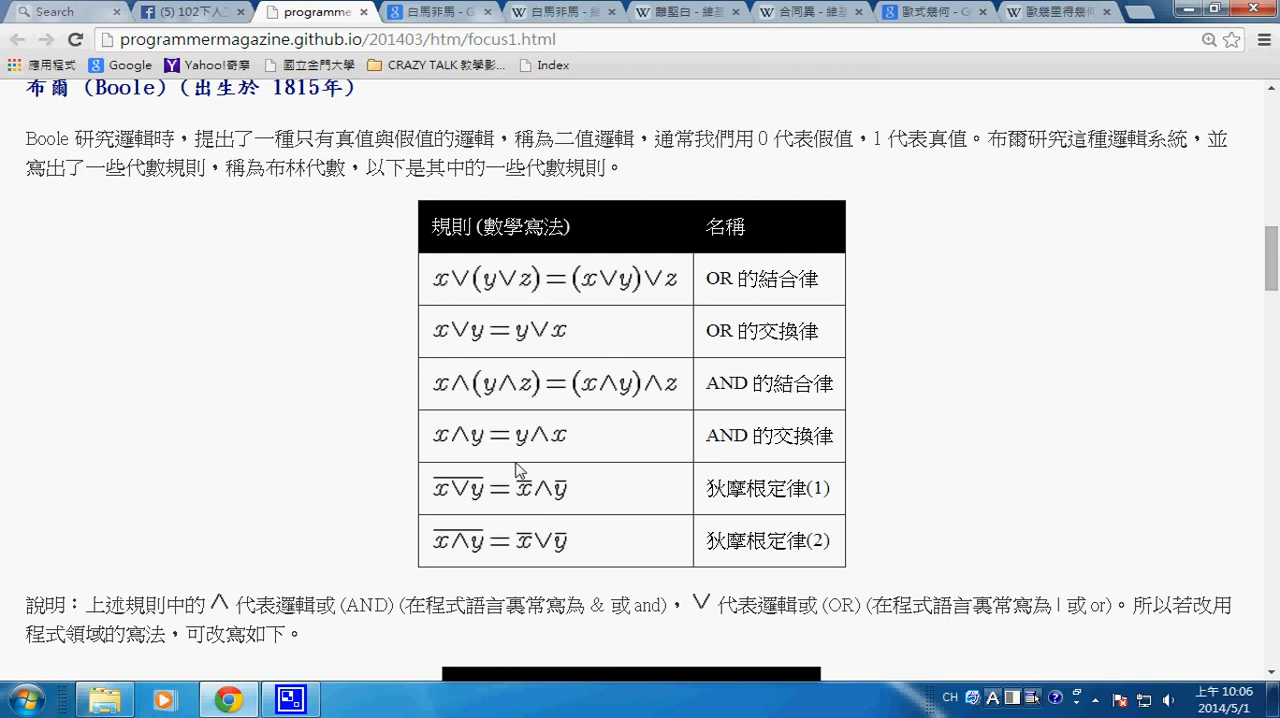 Search
(5) 102下人
programme
白馬非馬 - G
白馬非馬 - 維
離堅白 - 維基
合同異 - 維基
歐式幾何 - G
歐幾里得幾何
programmermagazine.github.io/201403/htm/focus1.html
應用程式 Google Yahoo!奇摩 國立金門大學 CRAZY TALK 教學影... Index
布爾 (Boole) (出生於 1815年)
Boole 研究邏輯時，提出了一種只有真值與假值的邏輯，稱為二值邏輯，通常我們用 0 代表假值，1 代表真值。布爾研究這種邏輯系統，並
寫出了一些代數規則，稱為布林代數，以下是其中的一些代數規則。
規則 (數學寫法) 名稱
x∨(y∨z)=(x∨y)∨z OR 的結合律
x∨y=y∨x OR 的交換律
x∧(y∧z)=(x∧y)∧z AND 的結合律
x∧y=y∧x AND 的交換律
x̅∨̅y̅=x̅∧y̅ 狄摩根定律(1)
x̅∧̅y̅=x̅∨y̅ 狄摩根定律(2)
說明：上述規則中的 ∧ 代表邏輯或 (AND) (在程式語言裏常寫為 & 或 and)，∨ 代表邏輯或 (OR) (在程式語言裏常寫為 | 或 or)。所以若改用
程式領域的寫法，可改寫如下。
CH
上午 10:06
2014/5/1